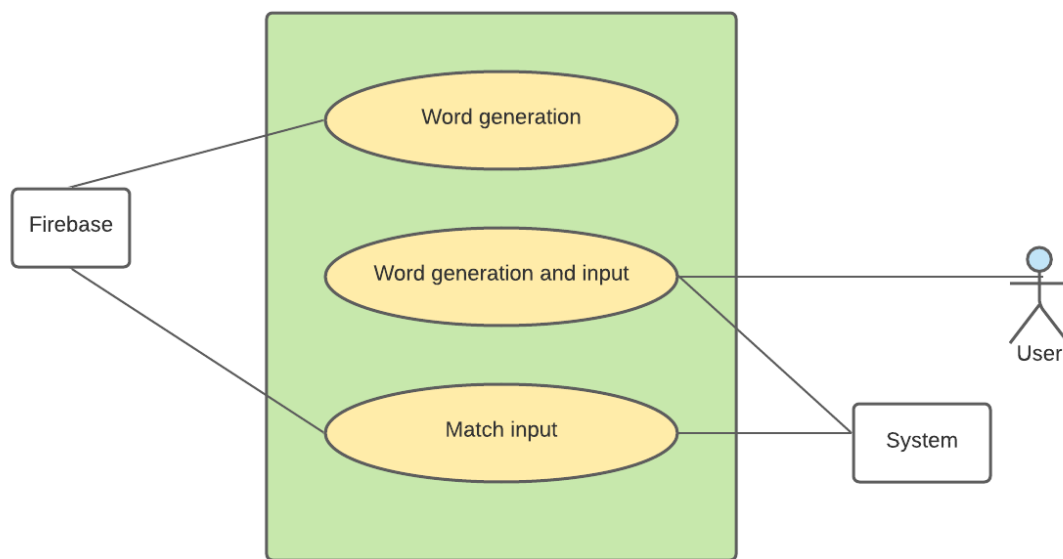 Word generation
Firebase
Word generation and input
User
Match input
System